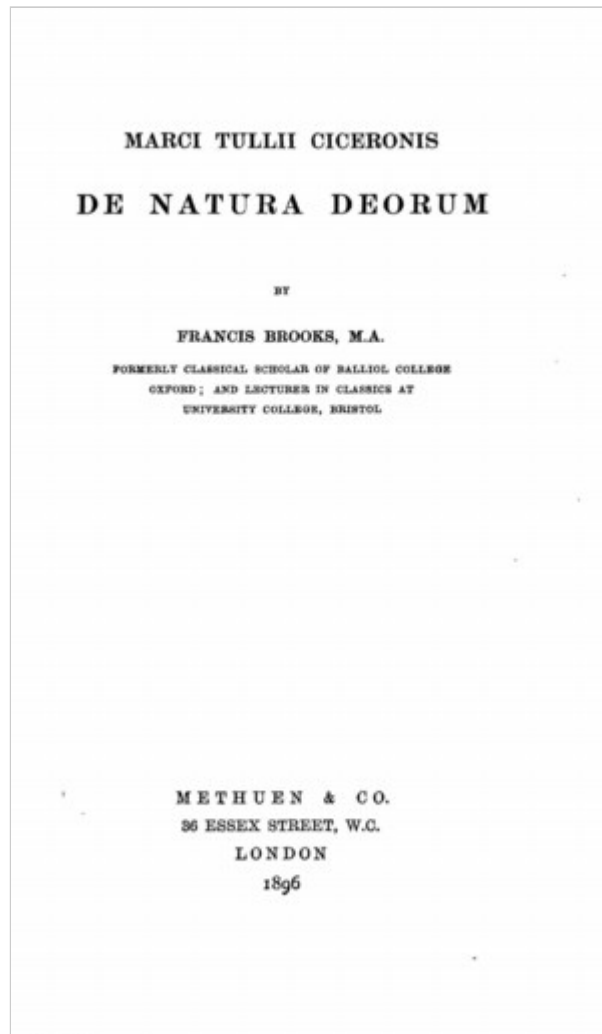 MARCI TULLII CICERONIS
DE NATURA DEORUM
BY
FRANCIS BROOKS, M.A.
FORMERLY CLASSICAL SCHOLAR OF BALLIOL COLLEGE
OXFORD; AND LECTURER IN CLASSICS AT
UNIVERSITY COLLEGE, BRISTOL
METHUEN & CO.
36 ESSEX STREET, W.C.
LONDON
1896